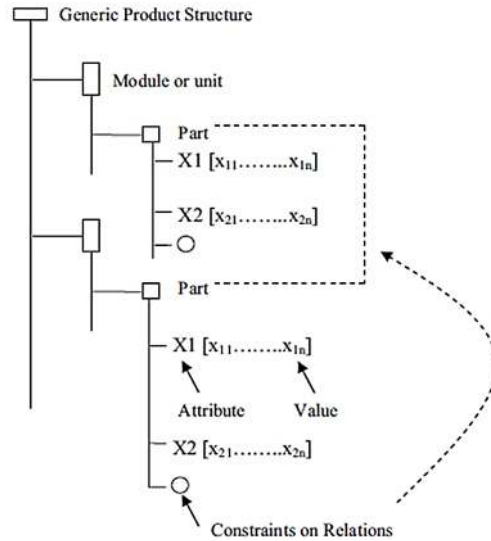 Generic Product Structure
Module or unit
Part
X1 [x₁₁........x₁ₙ]
X2 [x₂₁........x₂ₙ]
Part
X1 [x₁₁........x₁ₙ]
Attribute Value
X2 [x₂₁........x₂ₙ]
Constraints on Relations